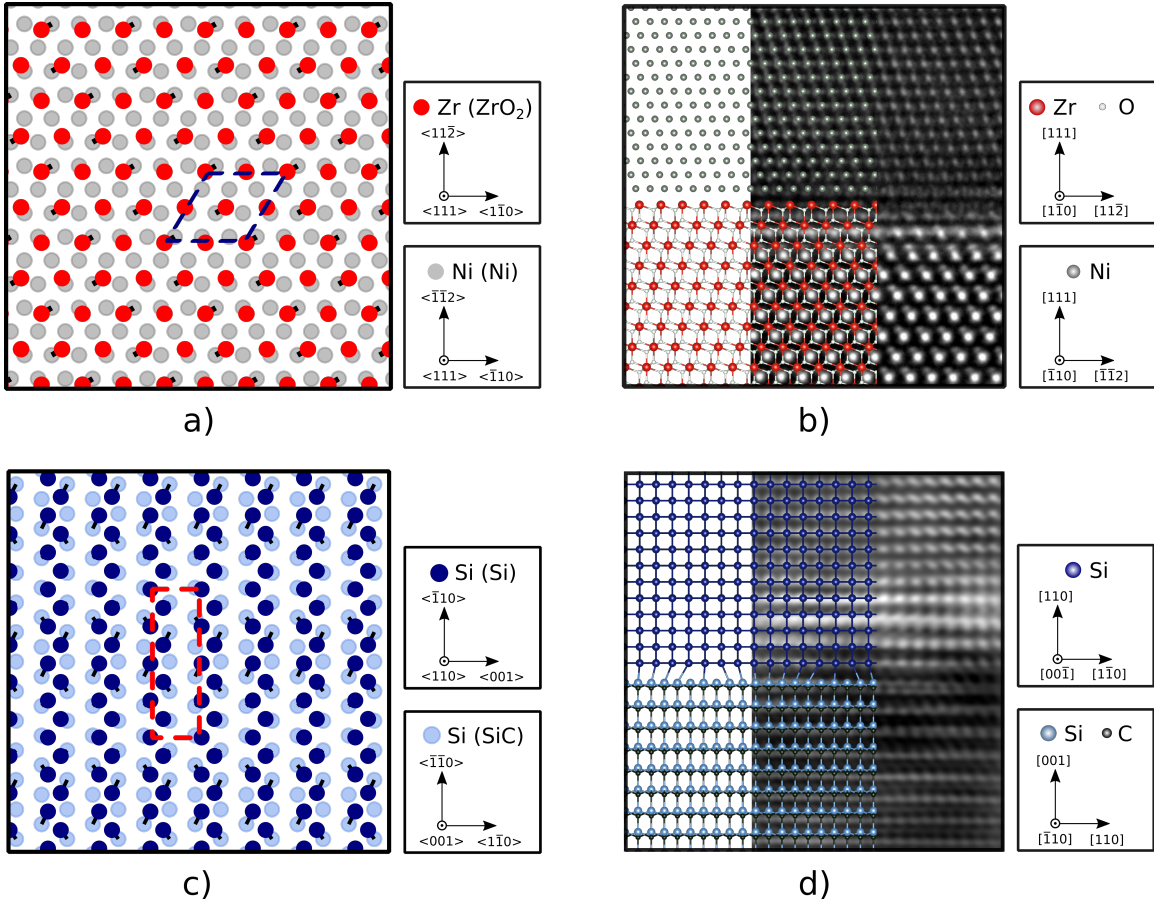 Zr (ZrO₂)
<112̅>
<111> <11̅0>
Ni (Ni)
<1̅1̅2>
<111> <1̅10>
a)
Zr O
[111]
[11̅0] [112̅]
Ni
[111]
[1̅10] [1̅1̅2]
b)
Si (Si)
<1̅10>
<110> <001>
Si (SiC)
<1̅1̅0>
<001> <11̅0>
c)
Si
[110]
[001̅] [11̅0]
Si C
[001]
[1̅10] [110]
d)